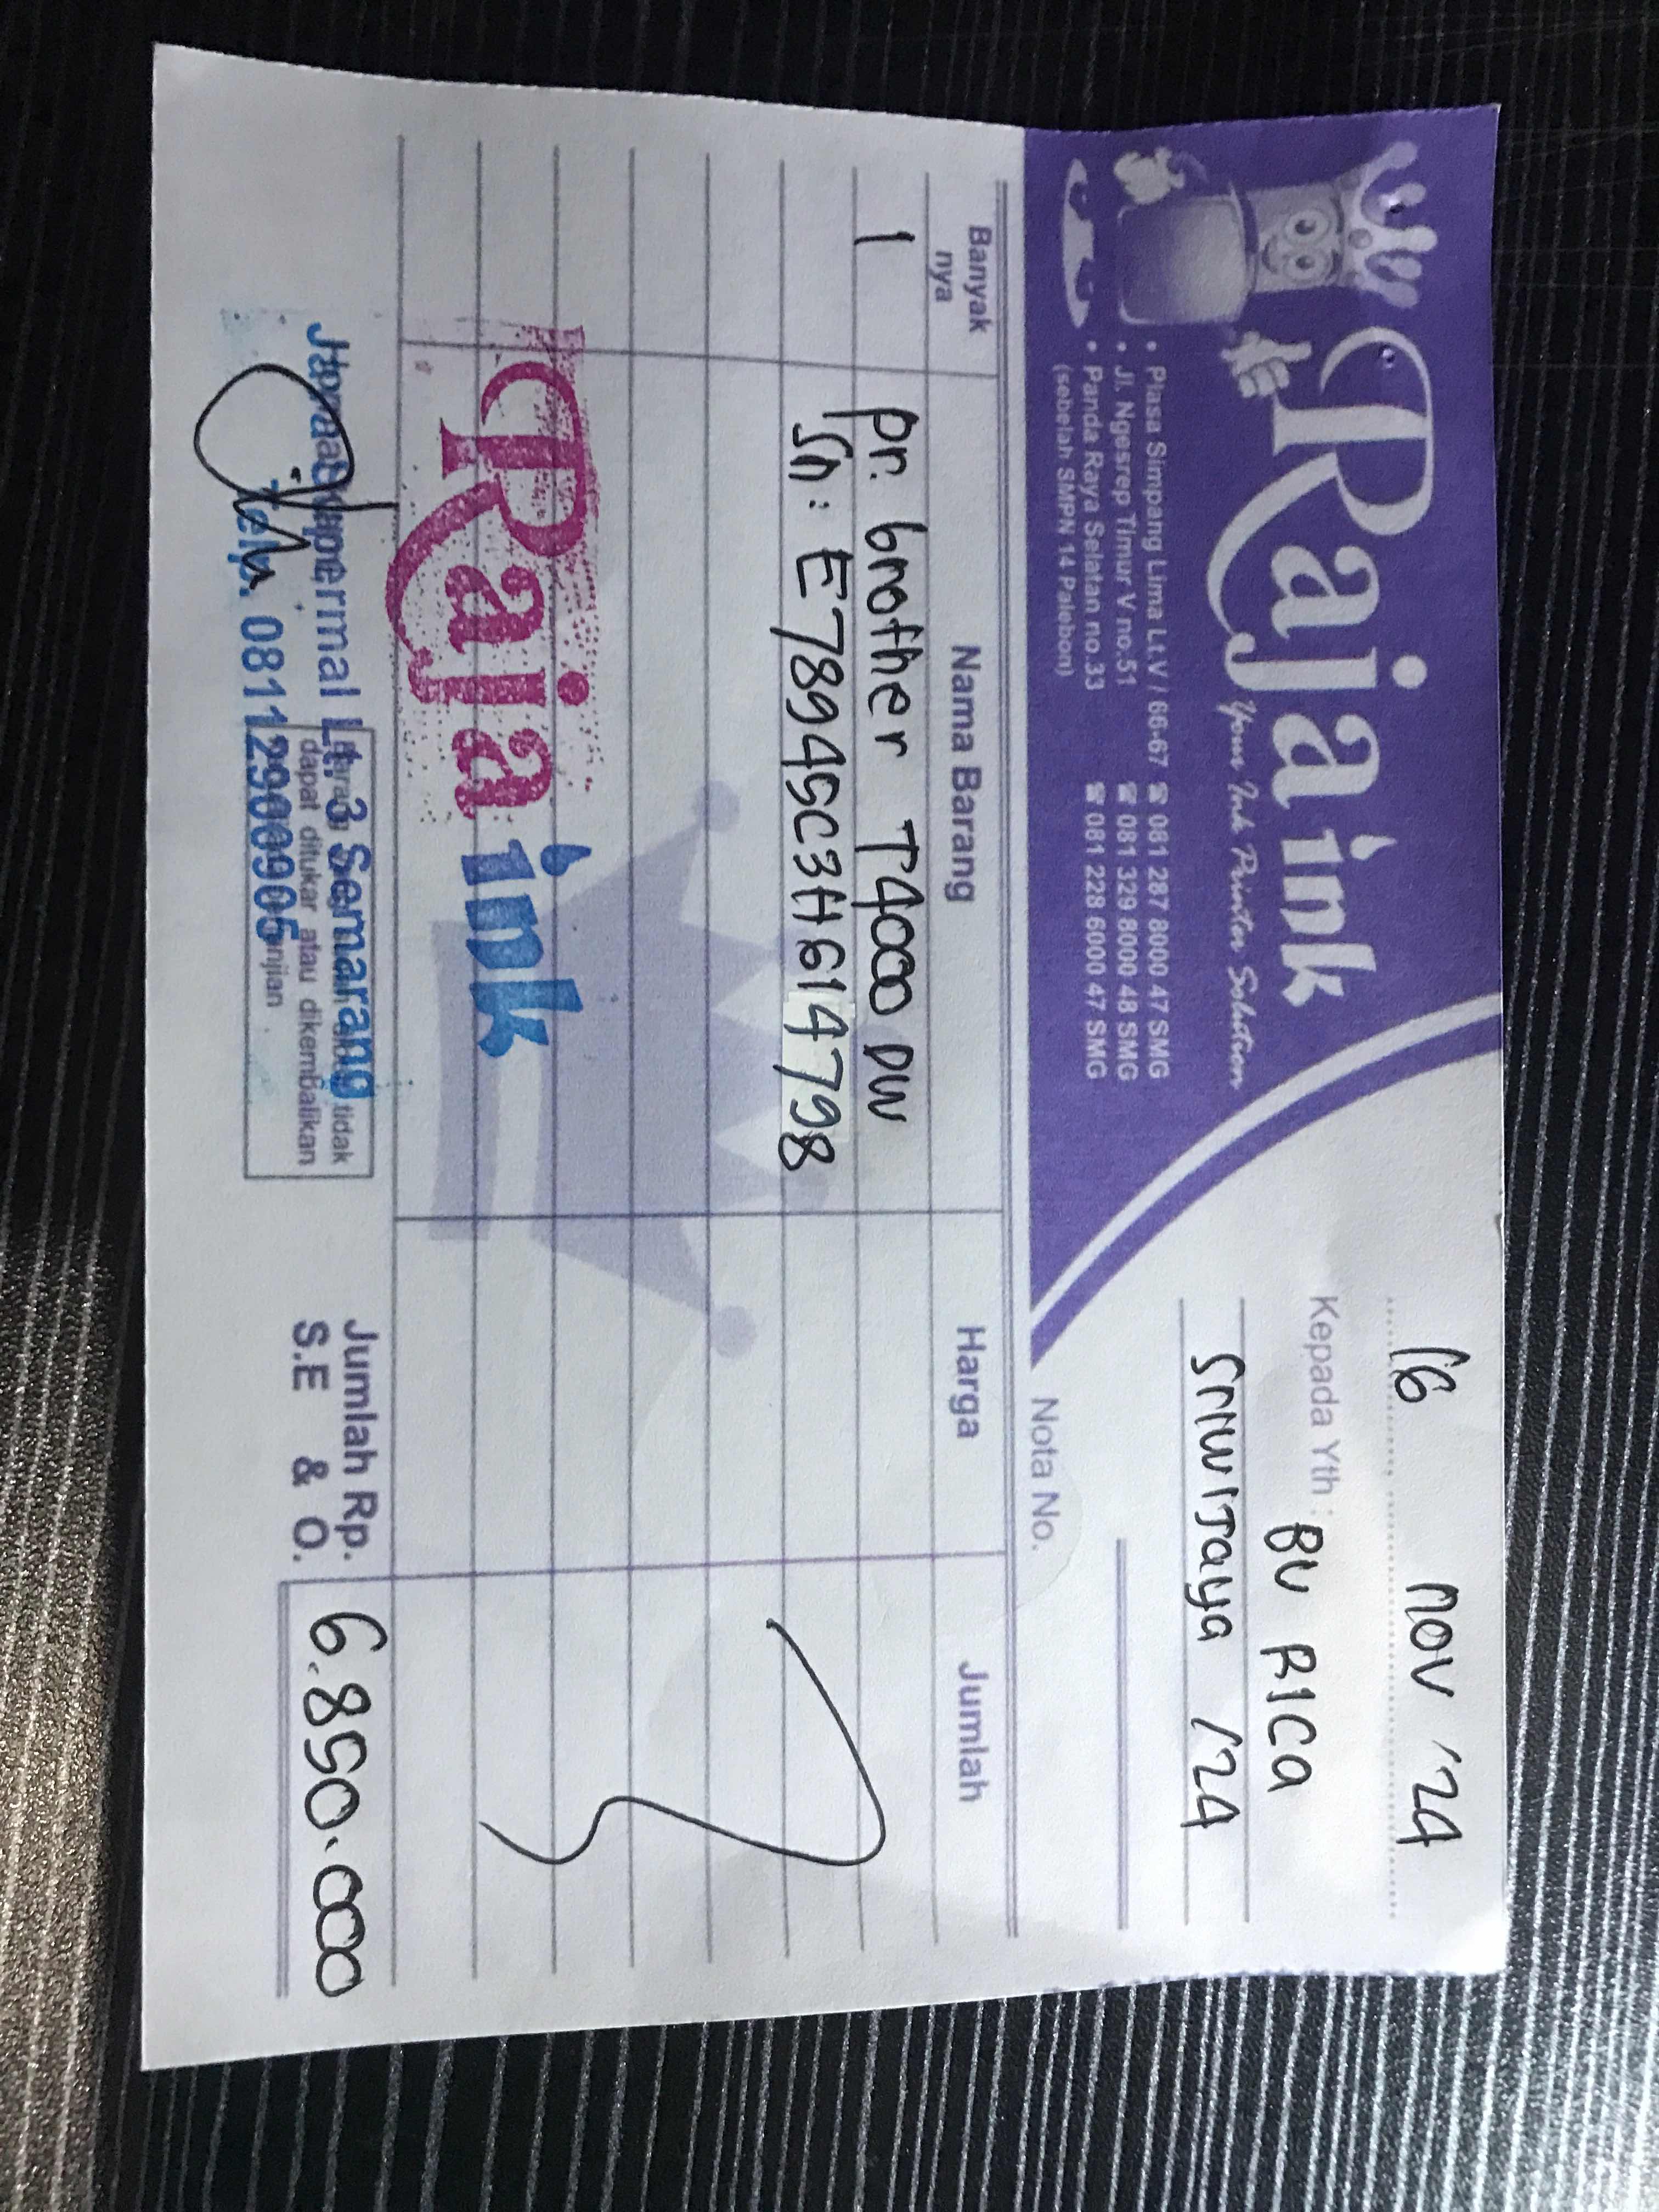 Raja ink
Your Ink Printer Solution
• Plasa Simpang Lima Lt.V / 66-67 ☎ 081 287 8000 47 SMG
• Jl. Ngesrep Timur V no.51 ☎ 081 329 8000 48 SMG
• Panda Raya Selatan no.33 ☎ 081 228 6000 47 SMG
(sebelah SMPN 14 Palebon)
16 NOV '24
Kepada Yth : BU RICA
Sriwijaya /24
Nota No.
Banyak nya Nama Barang Harga Jumlah
1 pr. brother T4000 DW
Sn: E78945C3H614798
Raja ink
Lt. 3 Semarang
Telp. 08112900905
tidak
dapat ditukar atau dikembalikan
Jumlah Rp. 6.850.000
S.E & O.